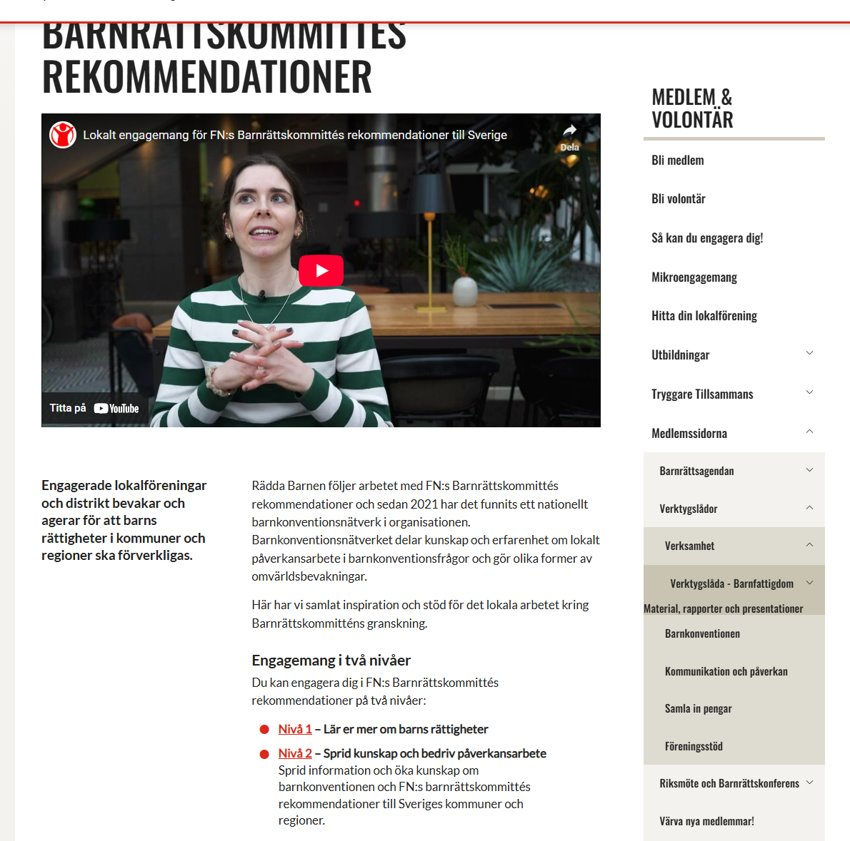 BARNRÄTTSKOMMITTÉS
REKOMMENDATIONER
Lokalt engagemang för FN:s Barnrättskommittés rekommendationer till Sverige
Dela
Titta på YouTube
Engagerade lokalföreningar
och distrikt bevakar och
agerar för att barns
rättigheter i kommuner och
regioner ska förverkligas.
Rädda Barnen följer arbetet med FN:s Barnrättskommittés
rekommendationer och sedan 2021 har det funnits ett nationellt
barnkonventionsnätverk i organisationen.
Barnkonventionsnätverket delar kunskap och erfarenhet om lokalt
påverkansarbete i barnkonventionsfrågor och gör olika former av
omvärldsbevakningar.
Här har vi samlat inspiration och stöd för det lokala arbetet kring
Barnrättskommitténs granskning.
Engagemang i två nivåer
Du kan engagera dig i FN:s Barnrättskommittés
rekommendationer på två nivåer:
Nivå 1 – Lär er mer om barns rättigheter
Nivå 2 – Sprid kunskap och bedriv påverkansarbete
Sprid information och öka kunskap om
barnkonventionen och FN:s barnrättskommittés
rekommendationer till Sveriges kommuner och
regioner.
MEDLEM &
VOLONTÄR
Bli medlem
Bli volontär
Så kan du engagera dig!
Mikroengagemang
Hitta din lokalförening
Utbildningar
Tryggare Tillsammans
Medlemssidorna
Barnrättsagendan
Verktygslådor
Verksamhet
Verktygslåda - Barnfattigdom
Material, rapporter och presentationer
Barnkonventionen
Kommunikation och påverkan
Samla in pengar
Föreningsstöd
Riksmöte och Barnrättskonferens
Värva nya medlemmar!